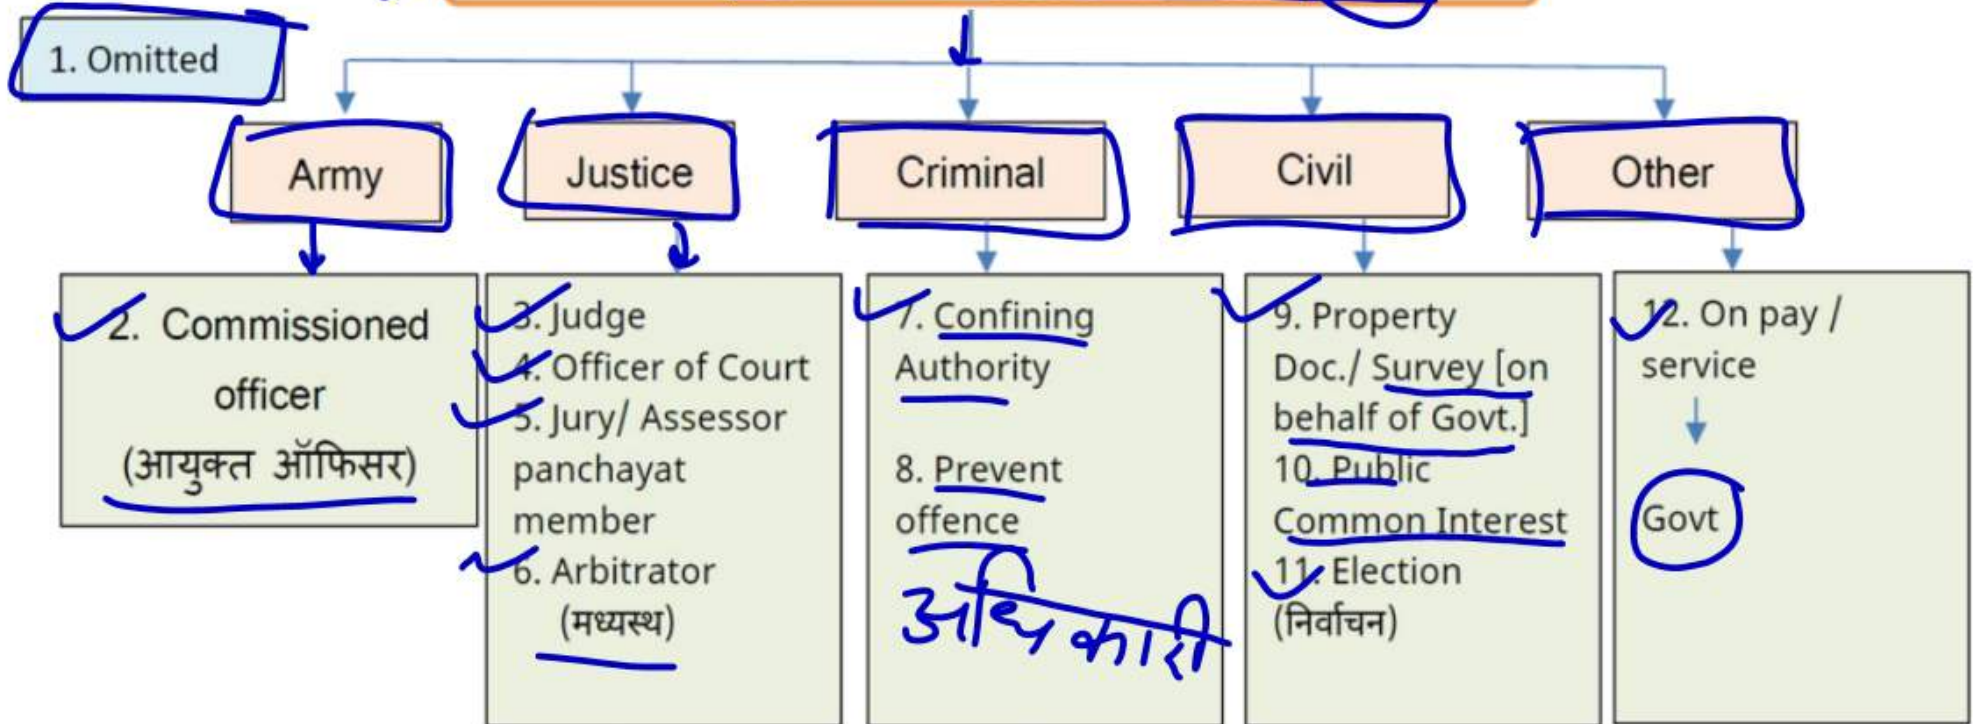 1. Omitted
Army
Justice
Criminal
Civil
Other
2. Commissioned
officer
(आयुक्त ऑफिसर)
3. Judge
4. Officer of Court
5. Jury/ Assessor
panchayat
member
6. Arbitrator
(मध्यस्थ)
7. Confining
Authority
8. Prevent
offence
अधिकारी
9. Property
Doc./ Survey [on
behalf of Govt.]
10. Public
Common Interest
11. Election
(निर्वाचन)
12. On pay /
service
Govt